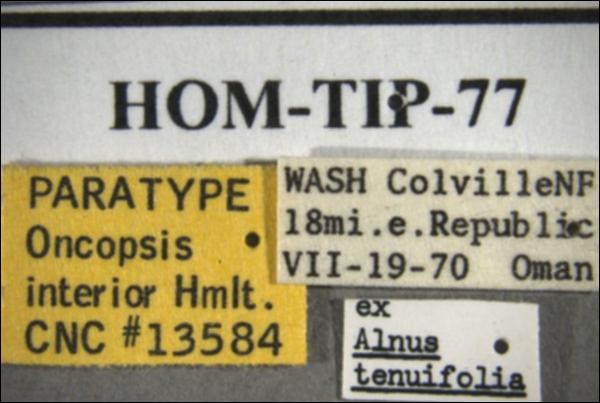 HOM-TIP-77
PARATYPE
Oncopsis
interior Hmlt.
CNC #13584
WASH ColvilleNF
18mi.e.Republic
VII-19-70 Oman
ex
Alnus
tenuifolia